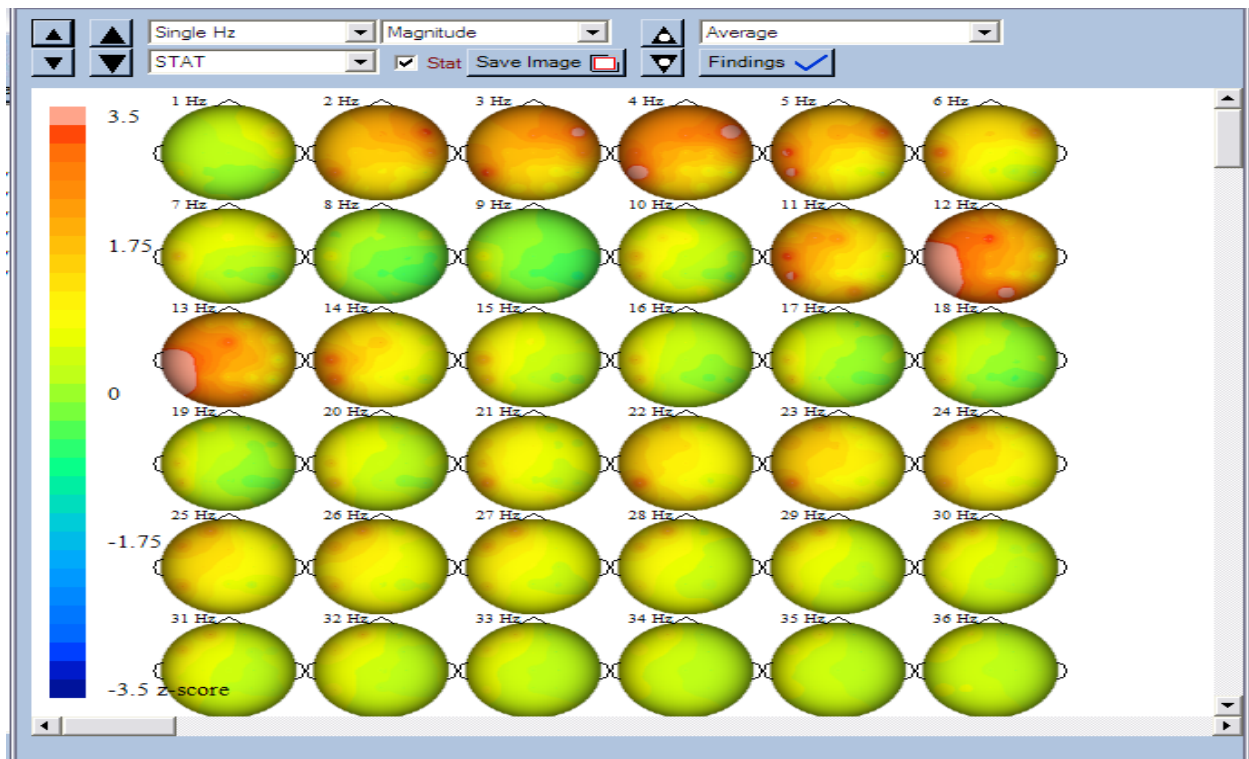 Single Hz Magnitude Average
STAT Stat Save Image Findings
3.5
1.75
0
-1.75
-3.5 z-score
1 Hz 2 Hz 3 Hz 4 Hz 5 Hz 6 Hz
7 Hz 8 Hz 9 Hz 10 Hz 11 Hz 12 Hz
13 Hz 14 Hz 15 Hz 16 Hz 17 Hz 18 Hz
19 Hz 20 Hz 21 Hz 22 Hz 23 Hz 24 Hz
25 Hz 26 Hz 27 Hz 28 Hz 29 Hz 30 Hz
31 Hz 32 Hz 33 Hz 34 Hz 35 Hz 36 Hz